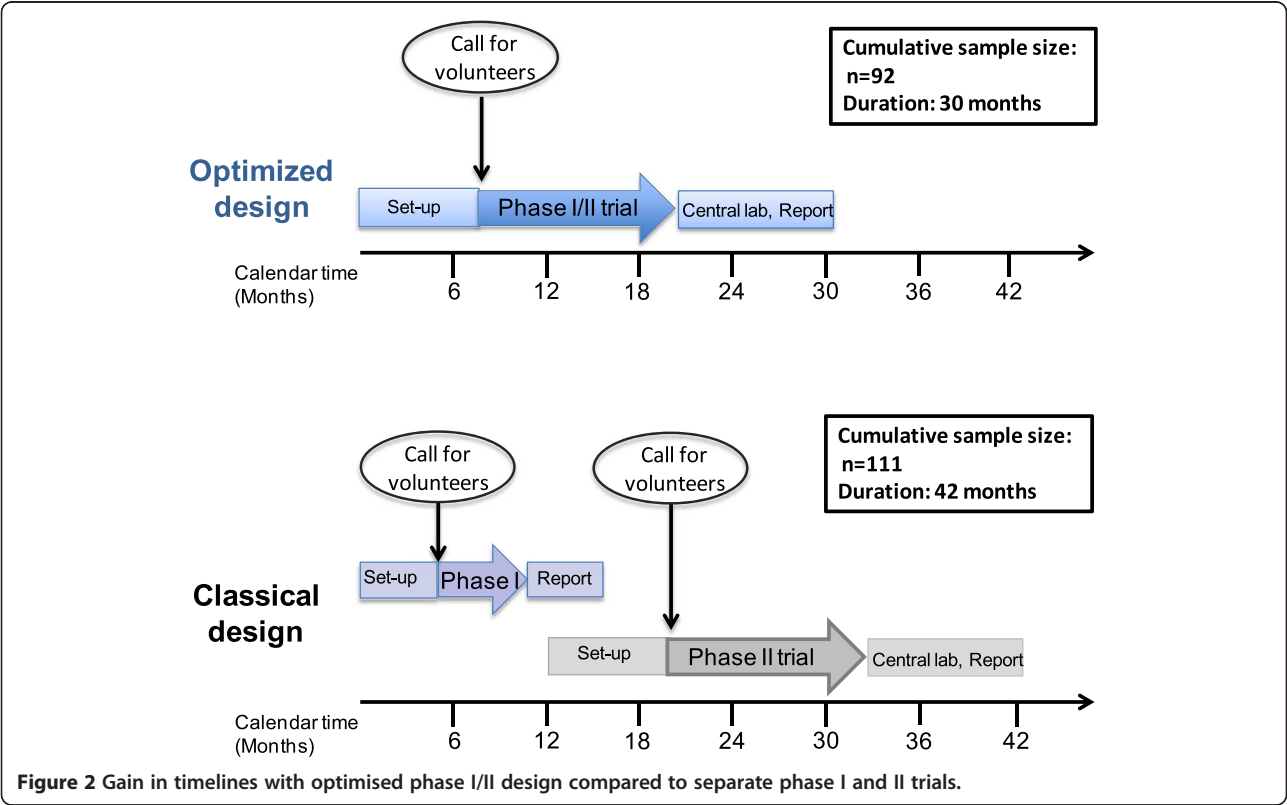 Call for
volunteers
Cumulative sample size:
n=92
Duration: 30 months
Optimized
design
Set-up
Phase I/II trial
Central lab, Report
Calendar time
(Months)
6 12 18 24 30 36 42
Call for
volunteers
Call for
volunteers
Cumulative sample size:
n=111
Duration: 42 months
Classical
design
Set-up
Phase I
Report
Set-up
Phase II trial
Central lab, Report
Calendar time
(Months)
6 12 18 24 30 36 42
Figure 2 Gain in timelines with optimised phase I/II design compared to separate phase I and II trials.